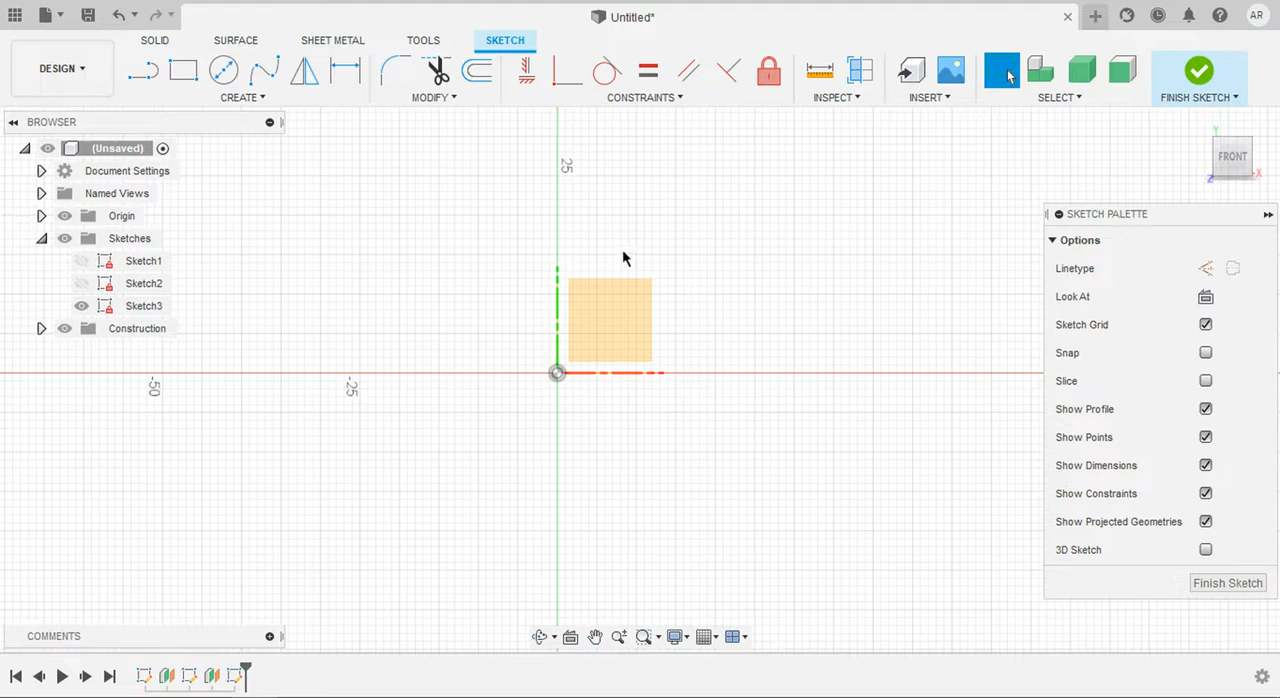 Untitled*
AR
DESIGN
SOLID
SURFACE
SHEET METAL
TOOLS
SKETCH
CREATE
MODIFY
CONSTRAINTS
INSPECT
INSERT
SELECT
FINISH SKETCH
BROWSER
(Unsaved)
Document Settings
Named Views
Origin
Sketches
Sketch1
Sketch2
Sketch3
Construction
25
-50
-25
Y
FRONT
X
Z
SKETCH PALETTE
Options
Linetype
Look At
Sketch Grid
Snap
Slice
Show Profile
Show Points
Show Dimensions
Show Constraints
Show Projected Geometries
3D Sketch
Finish Sketch
COMMENTS